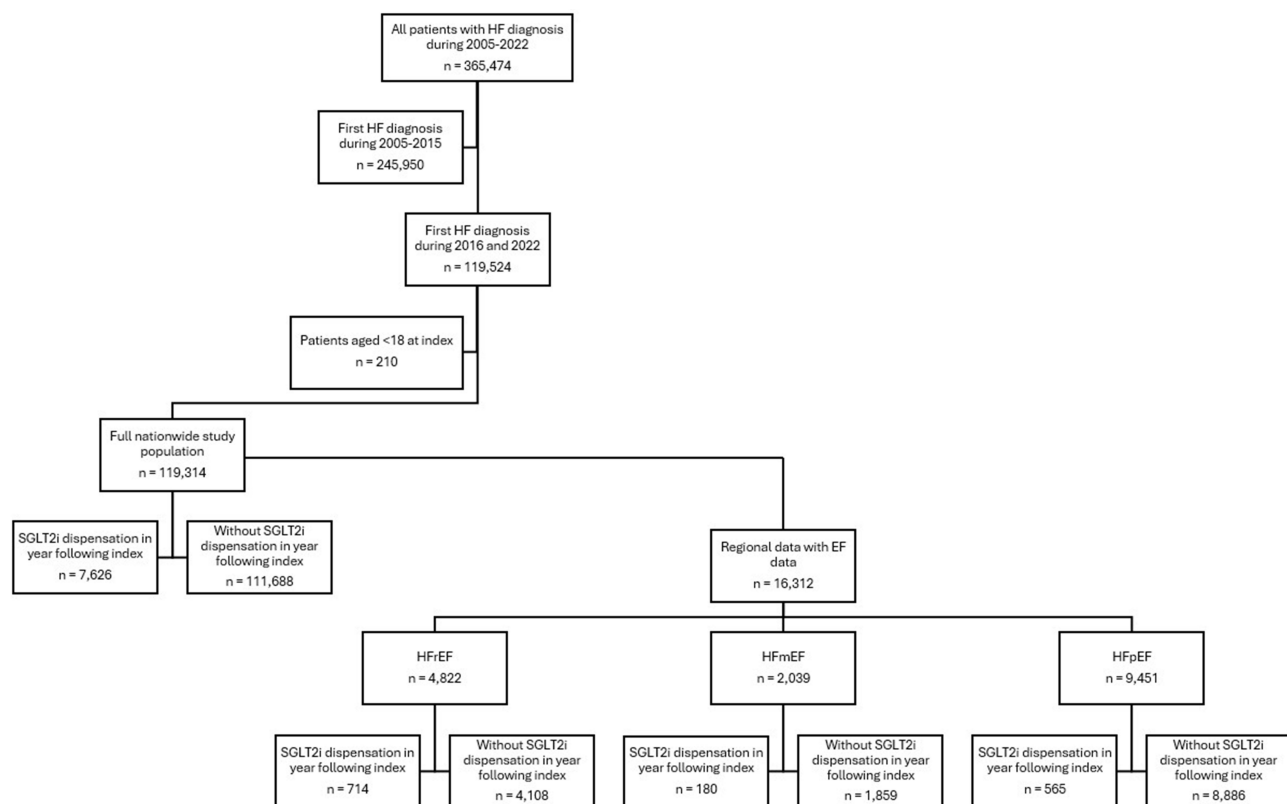 All patients with HF diagnosis
during 2005-2022
n = 365,474
First HF diagnosis
during 2005-2015
n = 245,950
First HF diagnosis
during 2016 and 2022
n = 119,524
Patients aged <18 at index
n = 210
Full nationwide study
population
n = 119,314
SGLT2i dispensation in
year following index
n = 7,626
Without SGLT2i
dispensation in year
following index
n = 111,688
Regional data with EF
data
n = 16,312
HFrEF
n = 4,822
HFmEF
n = 2,039
HFpEF
n = 9,451
SGLT2i dispensation in
year following index
n = 714
Without SGLT2i
dispensation in year
following index
n = 4,108
SGLT2i dispensation in
year following index
n = 180
Without SGLT2i
dispensation in year
following index
n = 1,859
SGLT2i dispensation in
year following index
n = 565
Without SGLT2i
dispensation in year
following index
n = 8,886